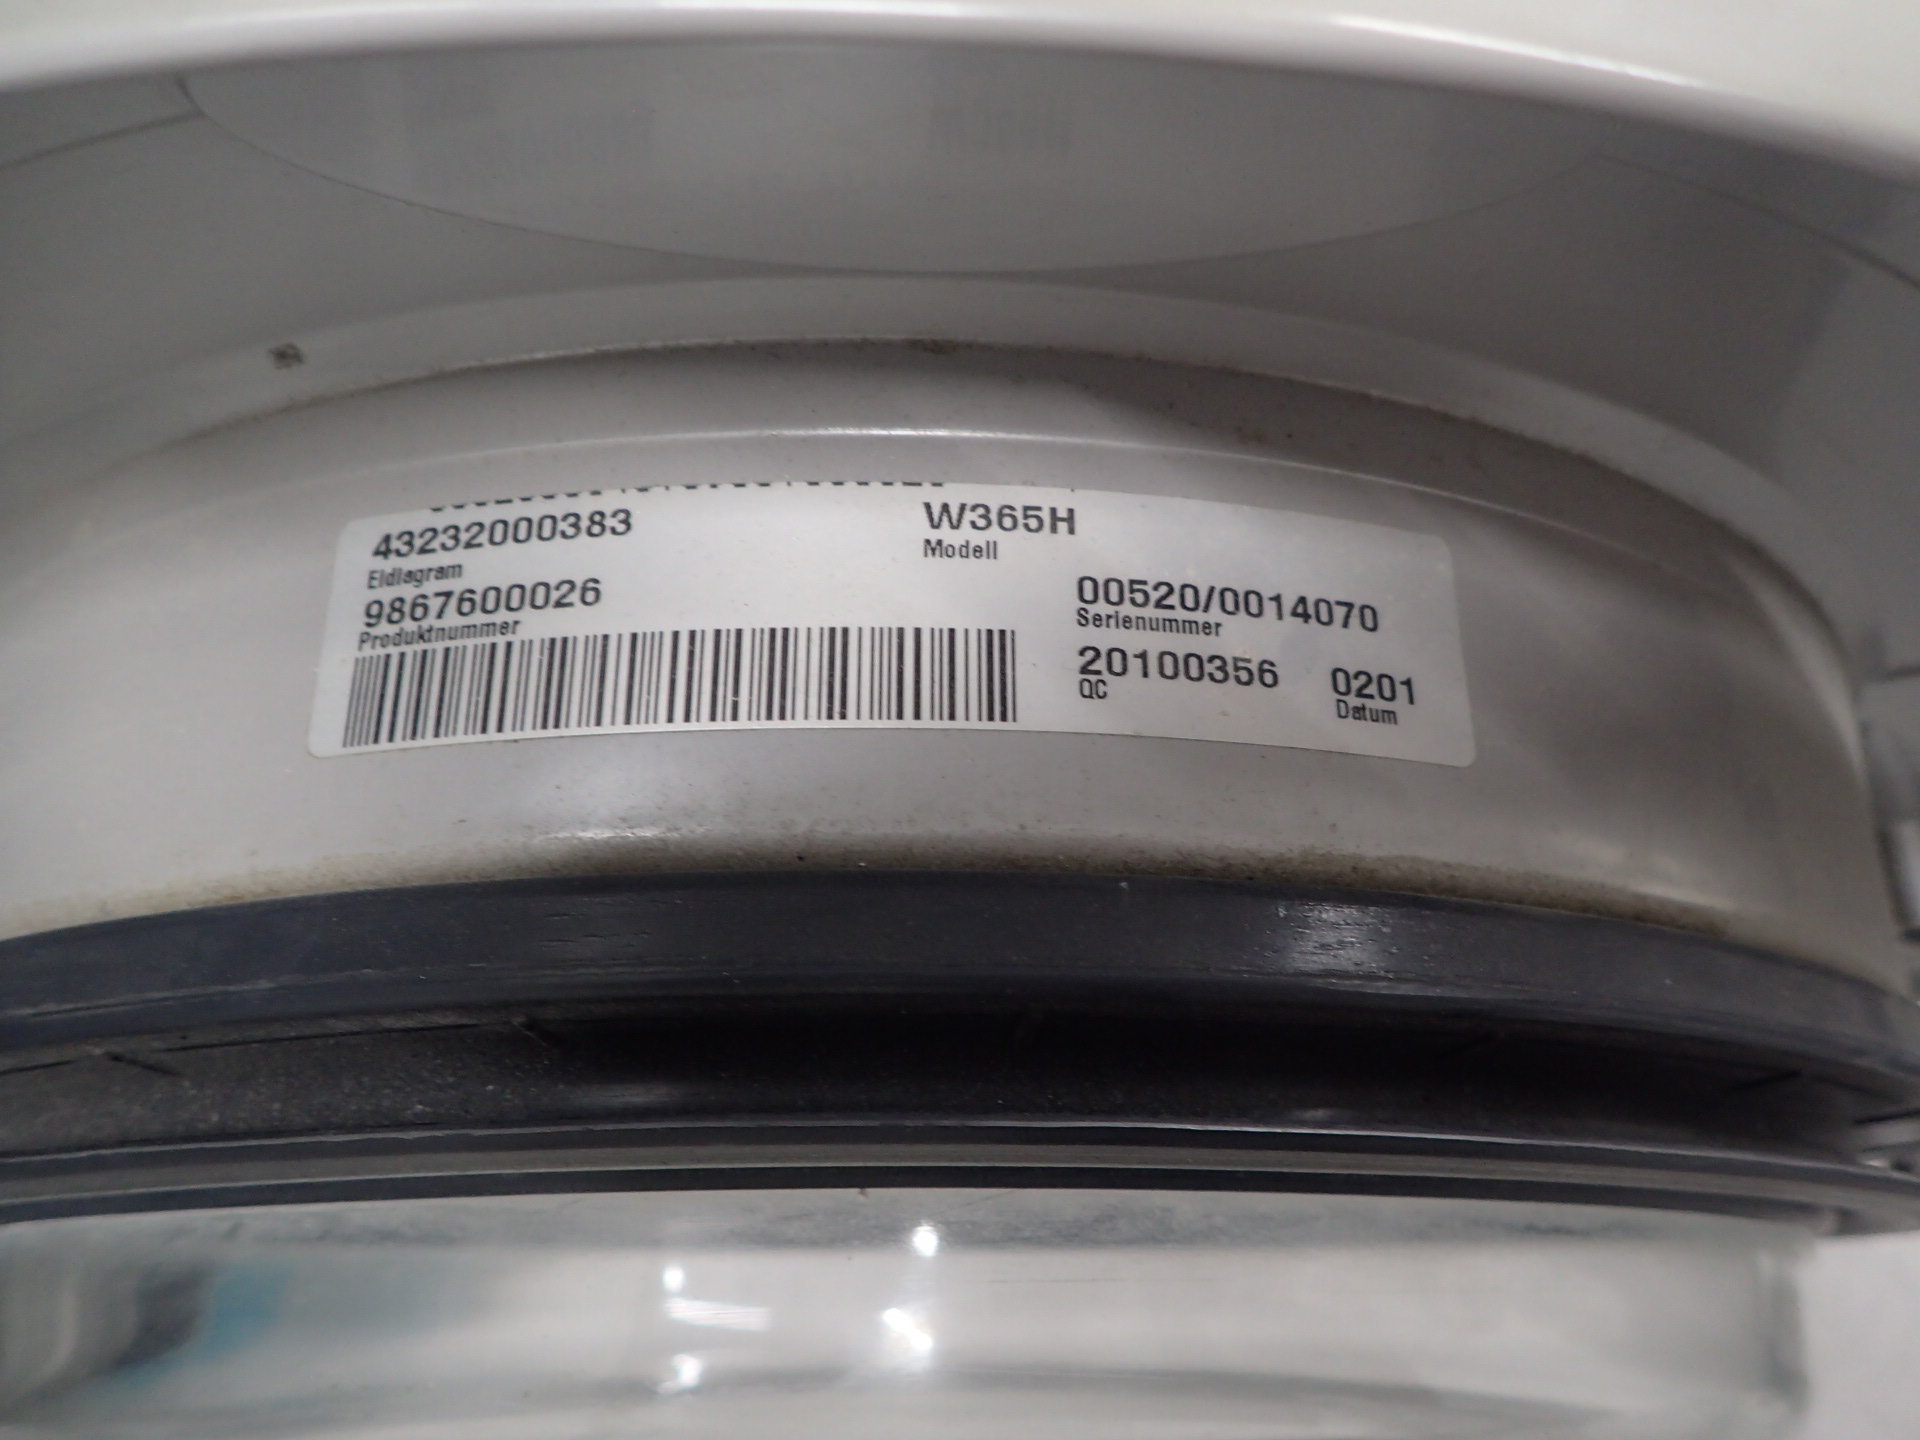 43232000383 W365H
Eldiagram Modell
9867600026 00520/0014070
Produktnummer Serienummer
20100356 0201
QC Datum